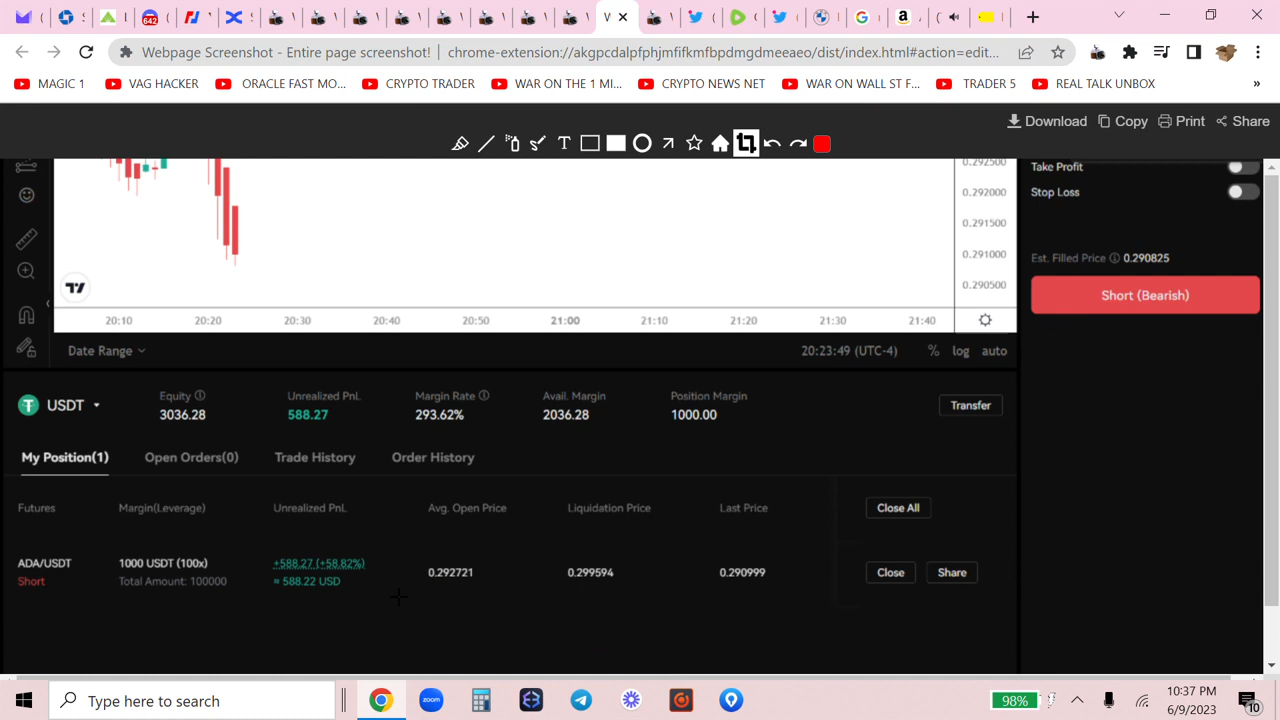 M
642
W
Webpage Screenshot - Entire page screenshot! | chrome-extension://akgpcdalpfphjmfifkmfbpdmgdmeeaeo/dist/index.html#action=edit...
MAGIC 1 VAG HACKER ORACLE FAST MO... CRYPTO TRADER WAR ON THE 1 MI... CRYPTO NEWS NET WAR ON WALL ST F... TRADER 5 REAL TALK UNBOX »
Download Copy Print Share
T
0.292500
0.292000
0.291500
0.291000
0.290500
20:10 20:20 20:30 20:40 20:50 21:00 21:10 21:20 21:30 21:40
Date Range 20:23:49 (UTC-4) % log auto
Take Profit
Stop Loss
Est. Filled Price 0.290825
Short (Bearish)
USDT
Equity Unrealized PnL Margin Rate Avail. Margin Position Margin
3036.28 588.27 293.62% 2036.28 1000.00
Transfer
My Position(1) Open Orders(0) Trade History Order History
Futures Margin(Leverage) Unrealized PnL Avg. Open Price Liquidation Price Last Price Close All
ADA/USDT 1000 USDT (100x) +588.27 (+58.82%) 0.292721 0.299594 0.290999 Close Share
Short Total Amount: 100000 ≈ 588.22 USD
Type here to search
zoom
98%
10:37 PM
6/9/2023
10